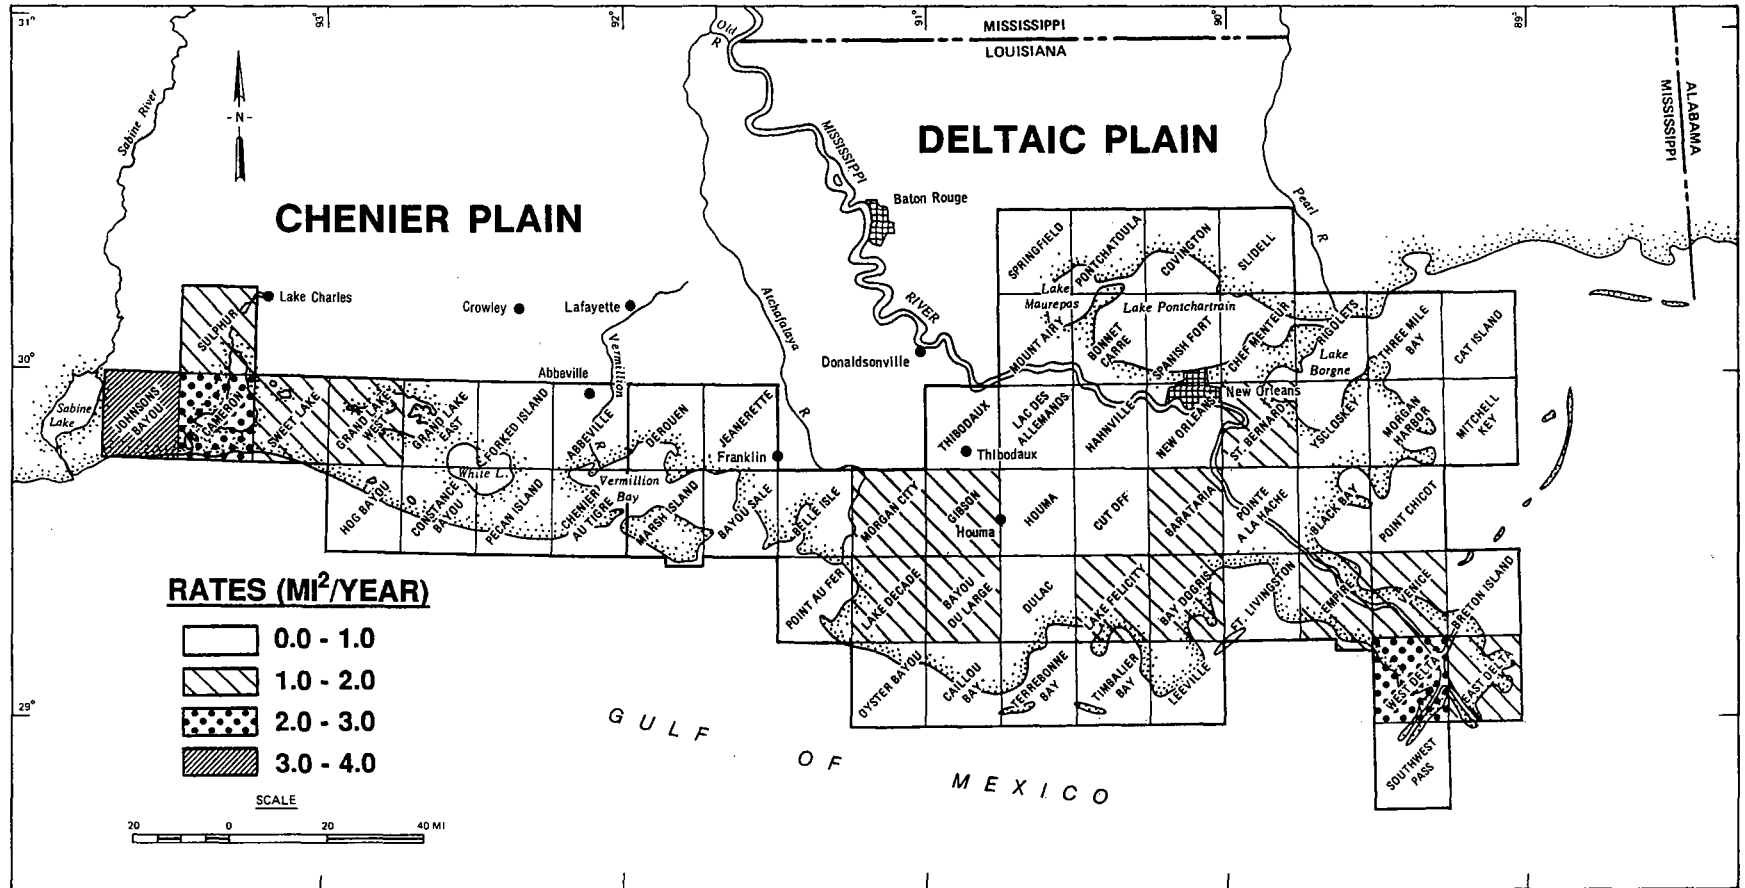 31°
93°
92°
91°
90°
89°
Old
R
MISSISSIPPI
LOUISIANA
ALABAMA
MISSISSIPPI
Sabine River
-N-
MISSISSIPPI
RIVER
DELTAIC PLAIN
CHENIER PLAIN
Baton Rouge
Pearl
R
SPRINGFIELD
PONCHATOULA
COVINGTON
SLIDELL
Lake Charles
Crowley
Lafayette
Vermillion
R
Atchafalaya
R
Donaldsonville
Abbeville
SULPHUR
Lake
Maurepas
Lake Pontchartrain
MOUNT AIRY
BONNET
CARRE
SPANISH FORT
CHEF MENTEUR
RIGOLETS
THREE MILE
BAY
CAT ISLAND
Lake
Borgne
New Orleans
30°
Sabine
Lake
JOHNSONS
BAYOU
CAMERON
SWEET LAKE
GRAND LAKE
WEST
GRAND LAKE
EAST
FORKED ISLAND
ABBEVILLE
DEROUEN
JEANERETTE
Franklin
White L.
Vermillion
Bay
THIBODAUX
Thibodaux
LAC DES
ALLEMANDS
HAHNVILLE
NEW ORLEANS
ST. BERNARD
YSCLOSKEY
MORGAN
HARBOR
MITCHELL
KEY
HOG BAYOU
CONSTANCE
BAYOU
PECAN ISLAND
CHENIER
AU TIGRE
MARSH ISLAND
BAYOU SALE
BELLE ISLE
MORGAN CITY
GIBSON
Houma
HOUMA
CUT OFF
BARATARIA
POINTE
A LA HACHE
BLACK BAY
POINT CHICOT
POINT AU FER
LAKE DECADE
BAYOU
DU LARGE
DULAC
LAKE FELICITY
BAY DOGRIS
FT. LIVINGSTON
EMPIRE
VENICE
BRETON ISLAND
OYSTER BAYOU
CAILLOU
BAY
TERREBONNE
BAY
TIMBALIER
BAY
LEEVILLE
WEST DELTA
EAST DELTA
SOUTHWEST
PASS
29°
GULF OF MEXICO
RATES (MI²/YEAR)
0.0 - 1.0
1.0 - 2.0
2.0 - 3.0
3.0 - 4.0
SCALE
20 0 20 40 MI